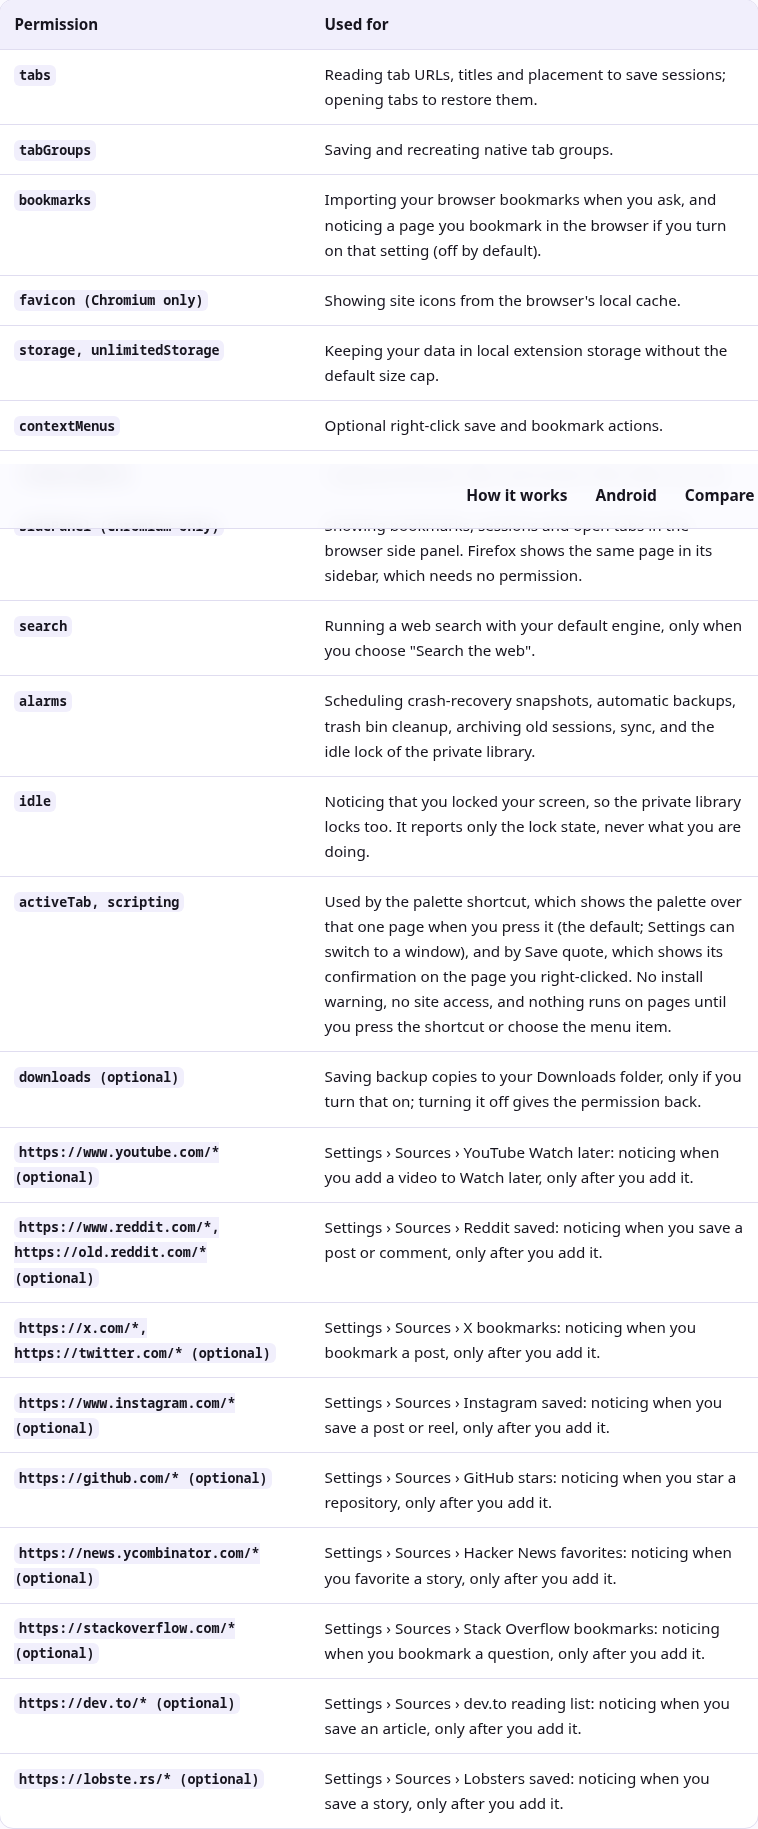 Permission
Used for
tabs
Reading tab URLs, titles and placement to save sessions;
opening tabs to restore them.
tabGroups
Saving and recreating native tab groups.
bookmarks
Importing your browser bookmarks when you ask, and
noticing a page you bookmark in the browser if you turn
on that setting (off by default).
favicon (Chromium only)
Showing site icons from the browser's local cache.
storage, unlimitedStorage
Keeping your data in local extension storage without the
default size cap.
contextMenus
Optional right-click save and bookmark actions.
How it works
Android
Compare
sidePanel (Chromium only)
Showing bookmarks, sessions and open tabs in the
browser side panel. Firefox shows the same page in its
sidebar, which needs no permission.
search
Running a web search with your default engine, only when
you choose "Search the web".
alarms
Scheduling crash-recovery snapshots, automatic backups,
trash bin cleanup, archiving old sessions, sync, and the
idle lock of the private library.
idle
Noticing that you locked your screen, so the private library
locks too. It reports only the lock state, never what you are
doing.
activeTab, scripting
Used by the palette shortcut, which shows the palette over
that one page when you press it (the default; Settings can
switch to a window), and by Save quote, which shows its
confirmation on the page you right-clicked. No install
warning, no site access, and nothing runs on pages until
you press the shortcut or choose the menu item.
downloads (optional)
Saving backup copies to your Downloads folder, only if you
turn that on; turning it off gives the permission back.
https://www.youtube.com/*
(optional)
Settings › Sources › YouTube Watch later: noticing when
you add a video to Watch later, only after you add it.
https://www.reddit.com/*,
https://old.reddit.com/*
(optional)
Settings › Sources › Reddit saved: noticing when you save a
post or comment, only after you add it.
https://x.com/*,
https://twitter.com/* (optional)
Settings › Sources › X bookmarks: noticing when you
bookmark a post, only after you add it.
https://www.instagram.com/*
(optional)
Settings › Sources › Instagram saved: noticing when you
save a post or reel, only after you add it.
https://github.com/* (optional)
Settings › Sources › GitHub stars: noticing when you star a
repository, only after you add it.
https://news.ycombinator.com/*
(optional)
Settings › Sources › Hacker News favorites: noticing when
you favorite a story, only after you add it.
https://stackoverflow.com/*
(optional)
Settings › Sources › Stack Overflow bookmarks: noticing
when you bookmark a question, only after you add it.
https://dev.to/* (optional)
Settings › Sources › dev.to reading list: noticing when you
save an article, only after you add it.
https://lobste.rs/* (optional)
Settings › Sources › Lobsters saved: noticing when you
save a story, only after you add it.